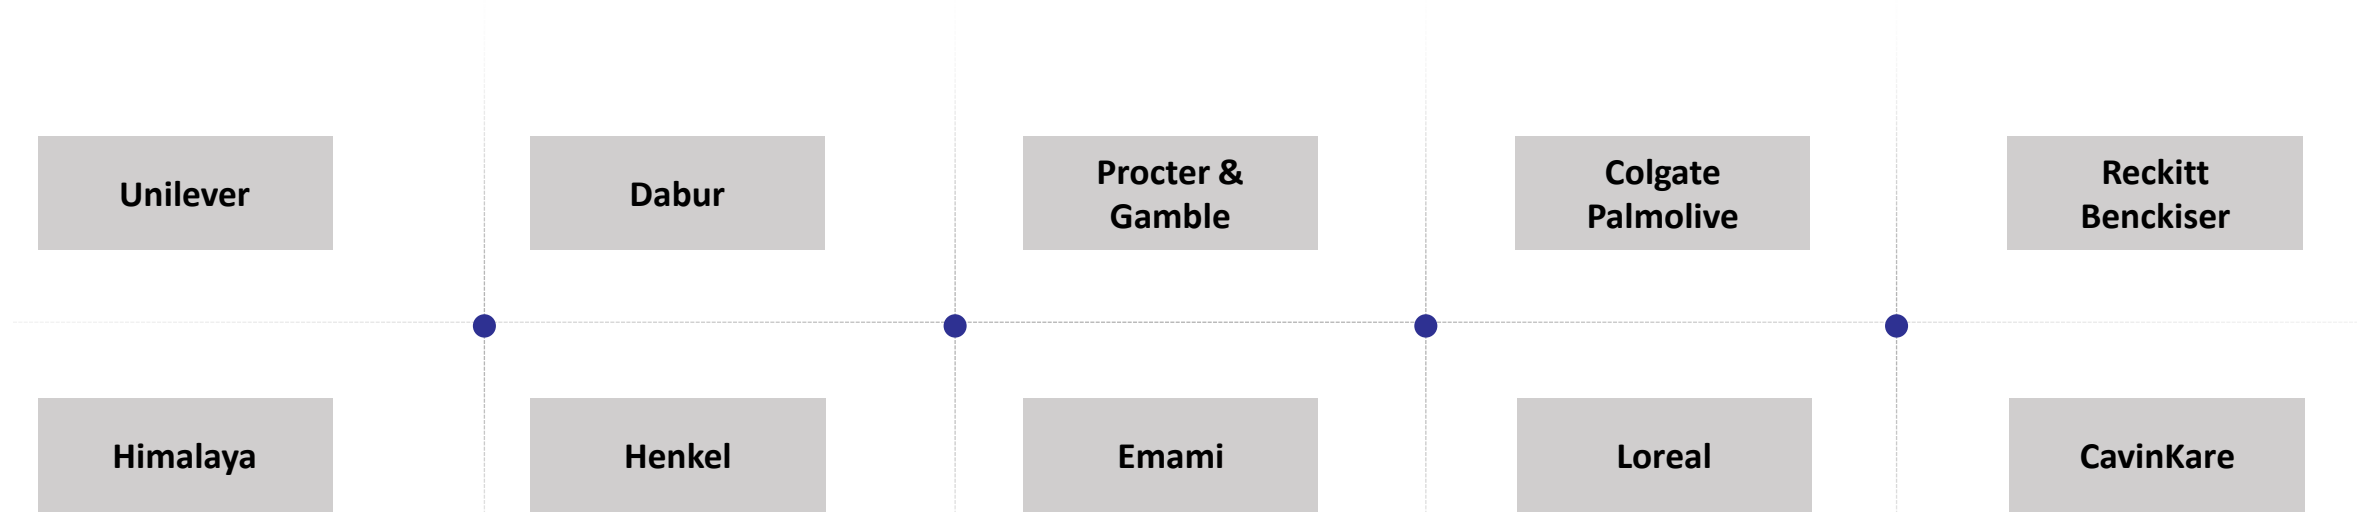 Unilever
Dabur
Procter &
Gamble
Colgate
Palmolive
Reckitt
Benckiser
Himalaya
Henkel
Emami
Loreal
CavinKare